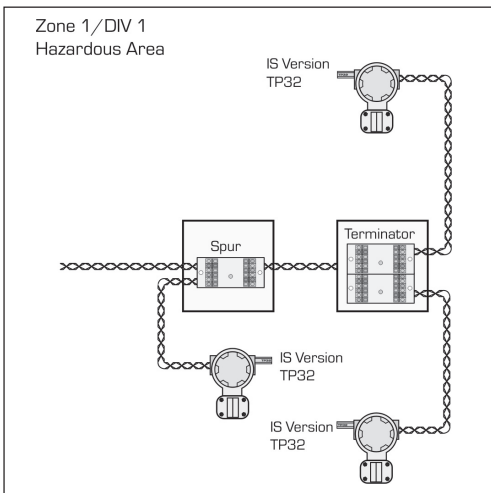 Zone 1/DIV 1
Hazardous Area
IS Version
TP32
Spur
Terminator
IS Version
TP32
IS Version
TP32